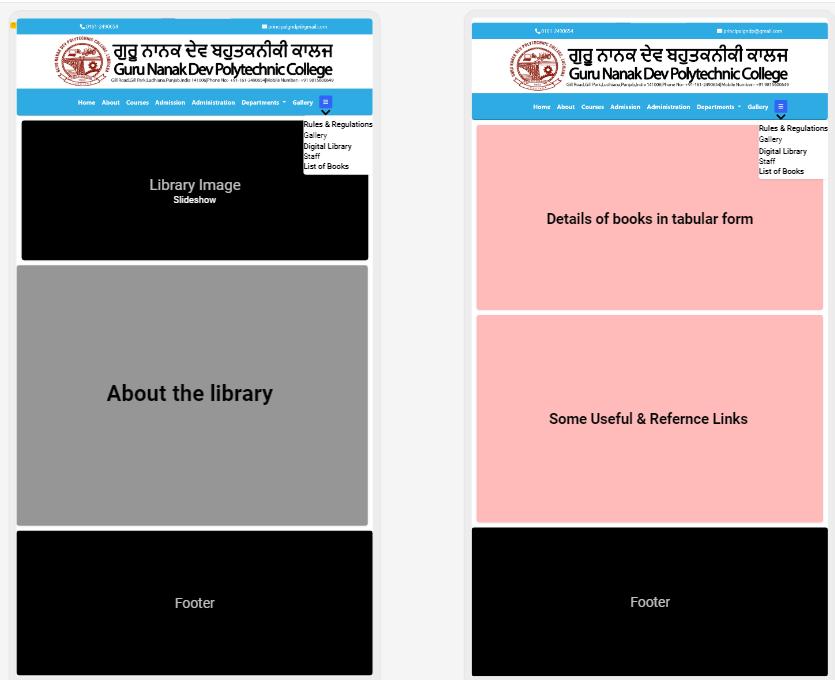 0161-2490654
principalgndp@gmail.com
ਗੁਰੂ ਨਾਨਕ ਦੇਵ ਬਹੁਤਕਨੀਕੀ ਕਾਲਜ
Guru Nanak Dev Polytechnic College
Gill Road,Gill Park,Ludhiana,Punjab,India 141006|Phone No:- +91-161-2490654|Mobile Number:- +91 9815600649
Home About Courses Admission Administration Departments Gallery
Rules & Regulations
Gallery
Digital Library
Staff
List of Books
Library Image
Slideshow
About the library
Footer
0161-2490654
principalgndp@gmail.com
ਗੁਰੂ ਨਾਨਕ ਦੇਵ ਬਹੁਤਕਨੀਕੀ ਕਾਲਜ
Guru Nanak Dev Polytechnic College
Gill Road,Gill Park,Ludhiana,Punjab,India 141006|Phone No:- +91-161-2490654|Mobile Number:- +91 9815600649
Home About Courses Admission Administration Departments Gallery
Rules & Regulations
Gallery
Digital Library
Staff
List of Books
Details of books in tabular form
Some Useful & Refernce Links
Footer